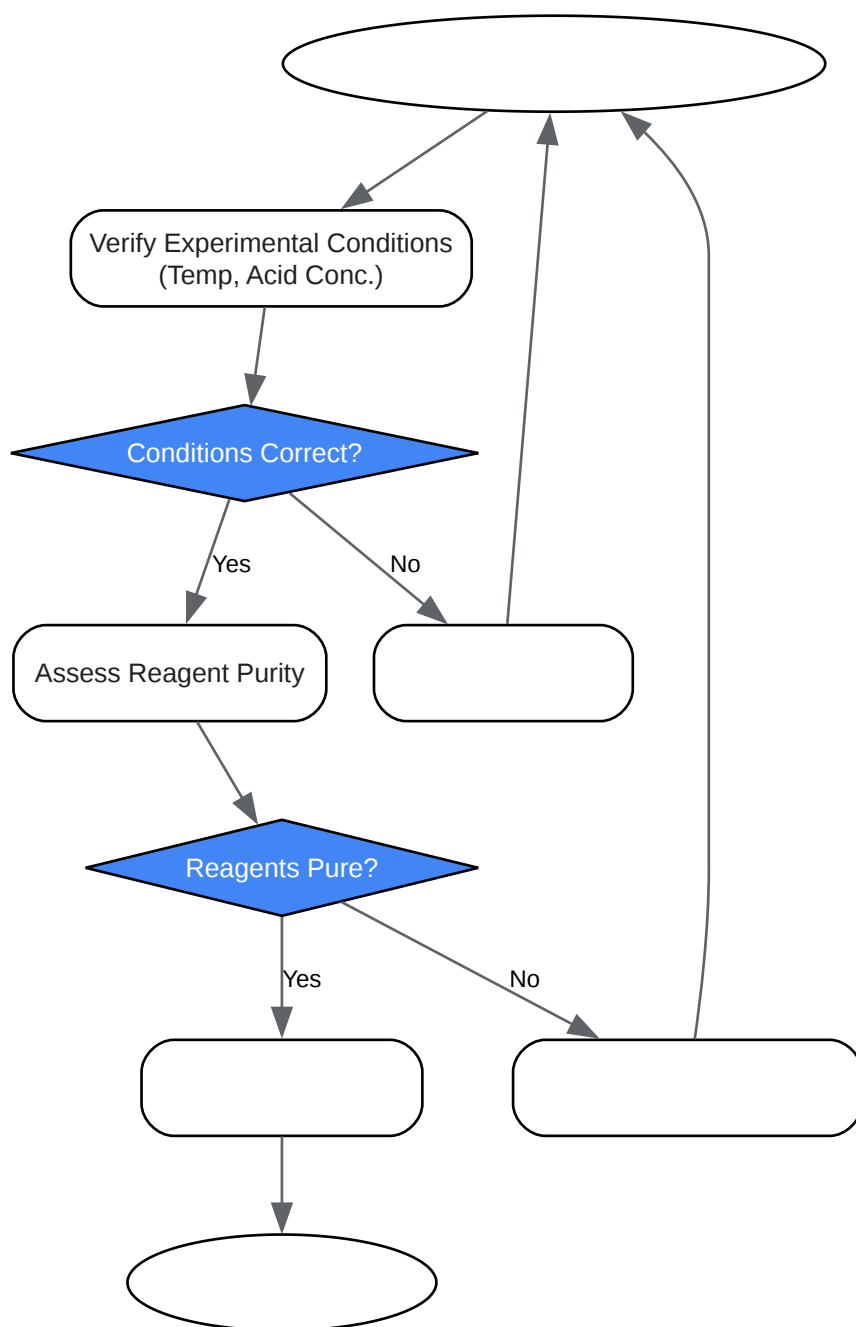 Verify Experimental Conditions
(Temp, Acid Conc.)
Conditions Correct?
Yes
No
Assess Reagent Purity
Reagents Pure?
Yes
No